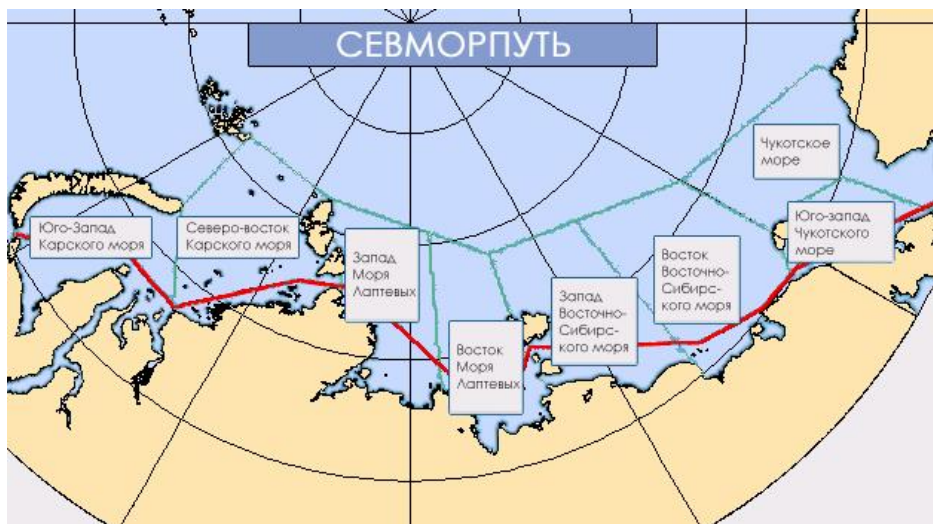 СЕВМОРПУТЬ
Чукотское
море
Юго-Запад
Карского моря
Северо-восток
Карского моря
Запад
Моря
Лаптевых
Восток
Моря
Лаптевых
Запад
Восточно-
Сибирс-
кого моря
Восток
Восточно-
Сибирс-
кого моря
Юго-запад
Чукотского
море